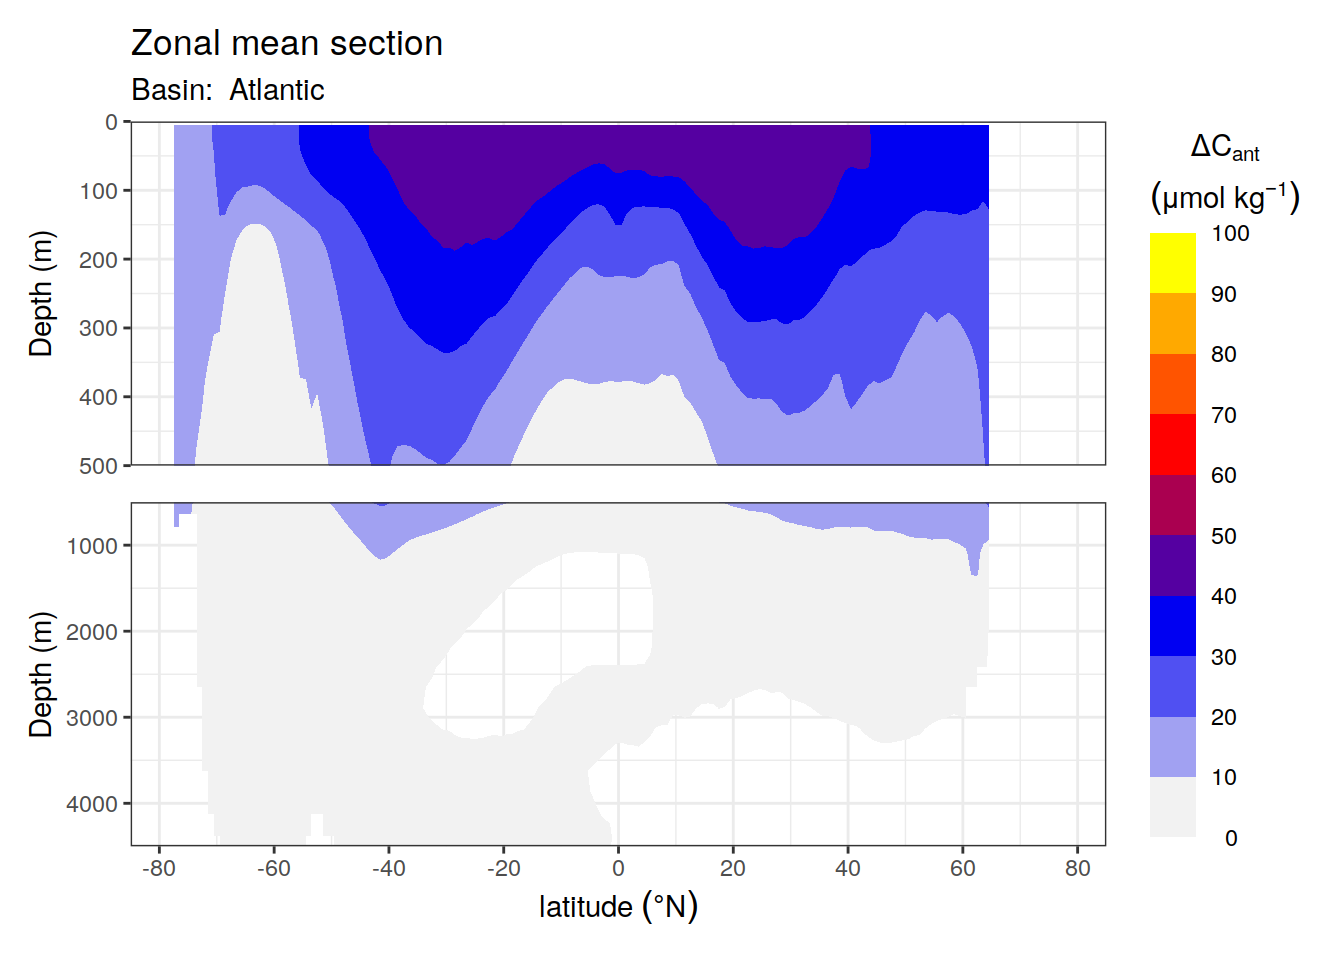 Zonal mean section
Basin:  Atlantic
0
100
200
300
400
500
Depth (m)
1000
2000
3000
4000
Depth (m)
-80 -60 -40 -20 0 20 40 60 80
latitude (°N)
ΔCant
(μmol kg⁻¹)
100
90
80
70
60
50
40
30
20
10
0